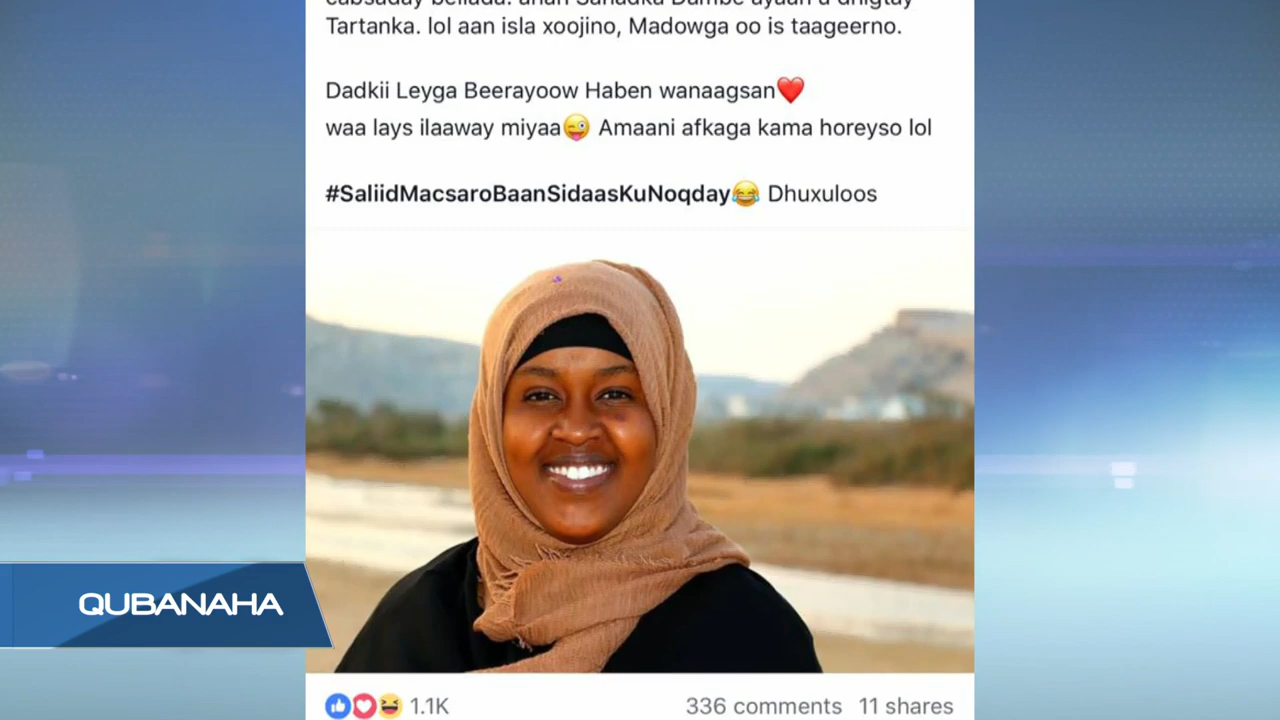 Tartanka. lol aan isla xoojino, Madowga oo is taageerno.
Dadkii Leyga Beerayoow Haben wanaagsan❤️
waa lays ilaaway miyaa😜 Amaani afkaga kama horeyso lol
#SaliidMacsaroBaanSidaasKuNoqday😂 Dhuxuloos
QUBANAHA
1.1K 336 comments 11 shares